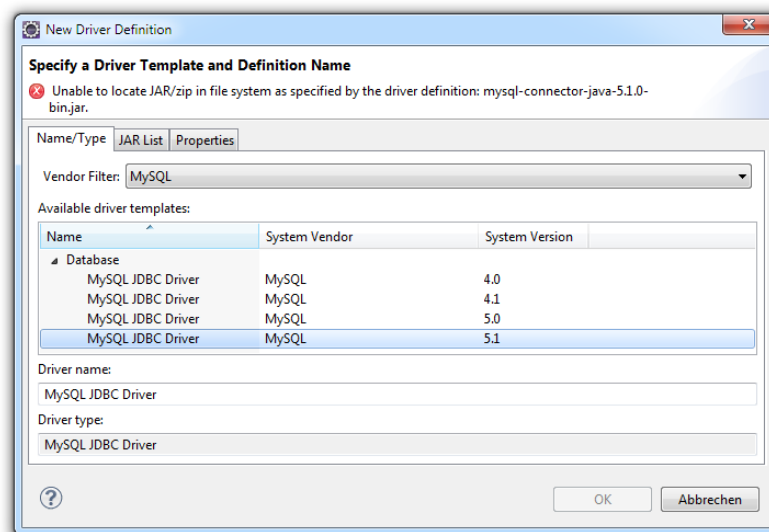 New Driver Definition
Specify a Driver Template and Definition Name
Unable to locate JAR/zip in file system as specified by the driver definition: mysql-connector-java-5.1.0-
bin.jar.
Name/Type JAR List Properties
Vendor Filter: MySQL
Available driver templates:
Name System Vendor System Version
Database
MySQL JDBC Driver MySQL 4.0
MySQL JDBC Driver MySQL 4.1
MySQL JDBC Driver MySQL 5.0
MySQL JDBC Driver MySQL 5.1
Driver name:
MySQL JDBC Driver
Driver type:
MySQL JDBC Driver
? OK Abbrechen